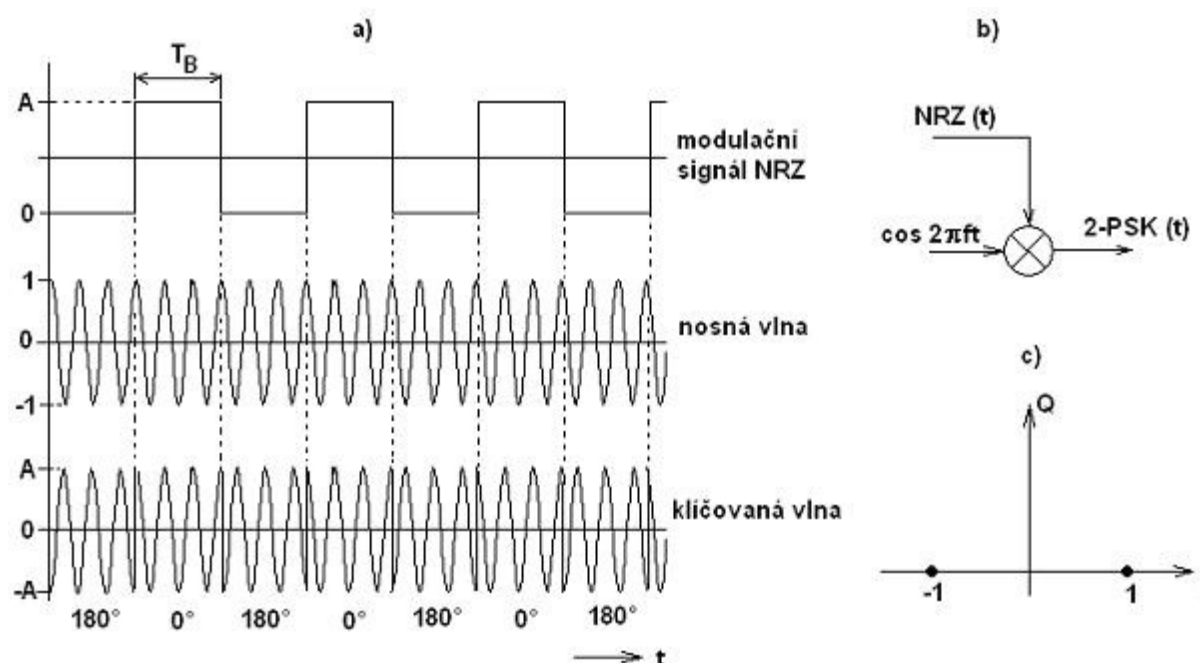 a)
T_B
A
0
modulační
signál NRZ
1
0
-1
nosná vlna
A
0
-A
klíčovaná vlna
180° 0° 180° 0° 180° 0° 180°
t
b)
NRZ (t)
cos 2πft
2-PSK (t)
c)
Q
-1 1